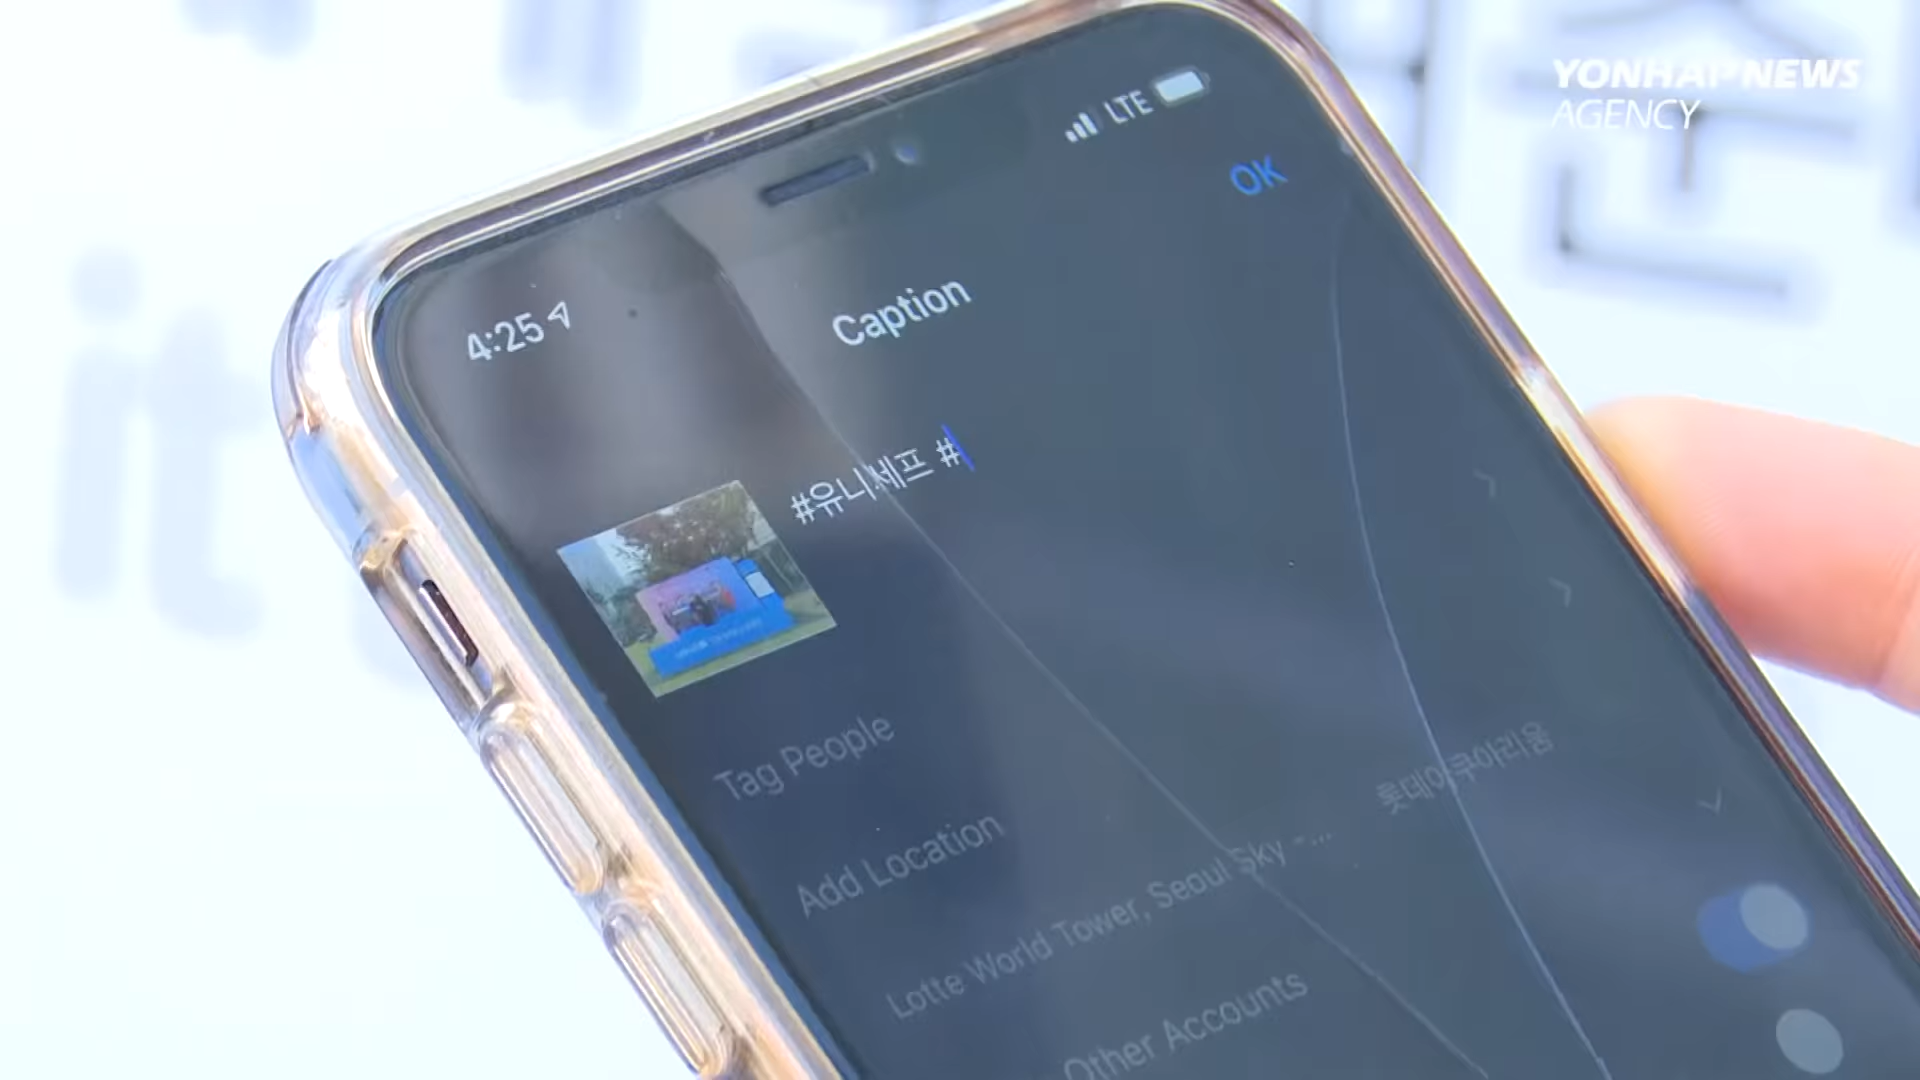 YONHAP NEWS
AGENCY
4:25
LTE
OK
Caption
#유니세프 #
Tag People
Add Location
Lotte World Tower, Seoul Sky -...
롯데아쿠아리움
Other Accounts